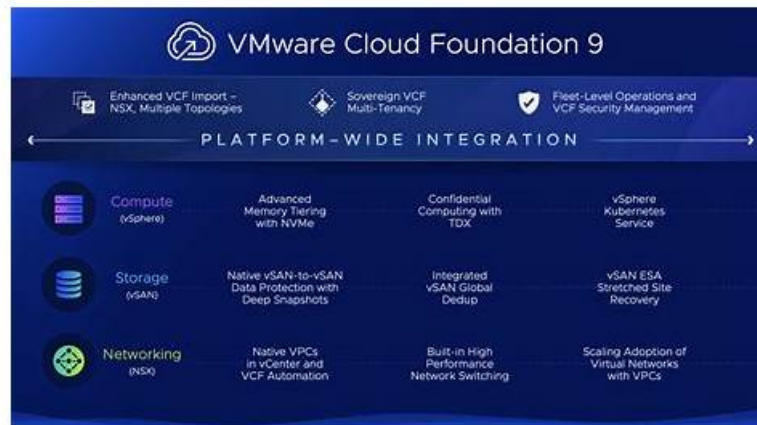 VMware Cloud Foundation 9
Enhanced VCF Import –
NSX, Multiple Topologies
Sovereign VCF
Multi-Tenancy
Fleet-Level Operations and
VCF Security Management
PLATFORM-WIDE INTEGRATION
Compute
(vSphere)
Advanced
Memory Tiering
with NVMe
Confidential
Computing with
TDX
vSphere
Kubernetes
Service
Storage
(vSAN)
Native vSAN-to-vSAN
Data Protection with
Deep Snapshots
Integrated
vSAN Global
Dedup
vSAN ESA
Stretched Site
Recovery
Networking
(NSX)
Native VPCs
in vCenter and
VCF Automation
Built-in High
Performance
Network Switching
Scaling Adoption of
Virtual Networks
with VPCs